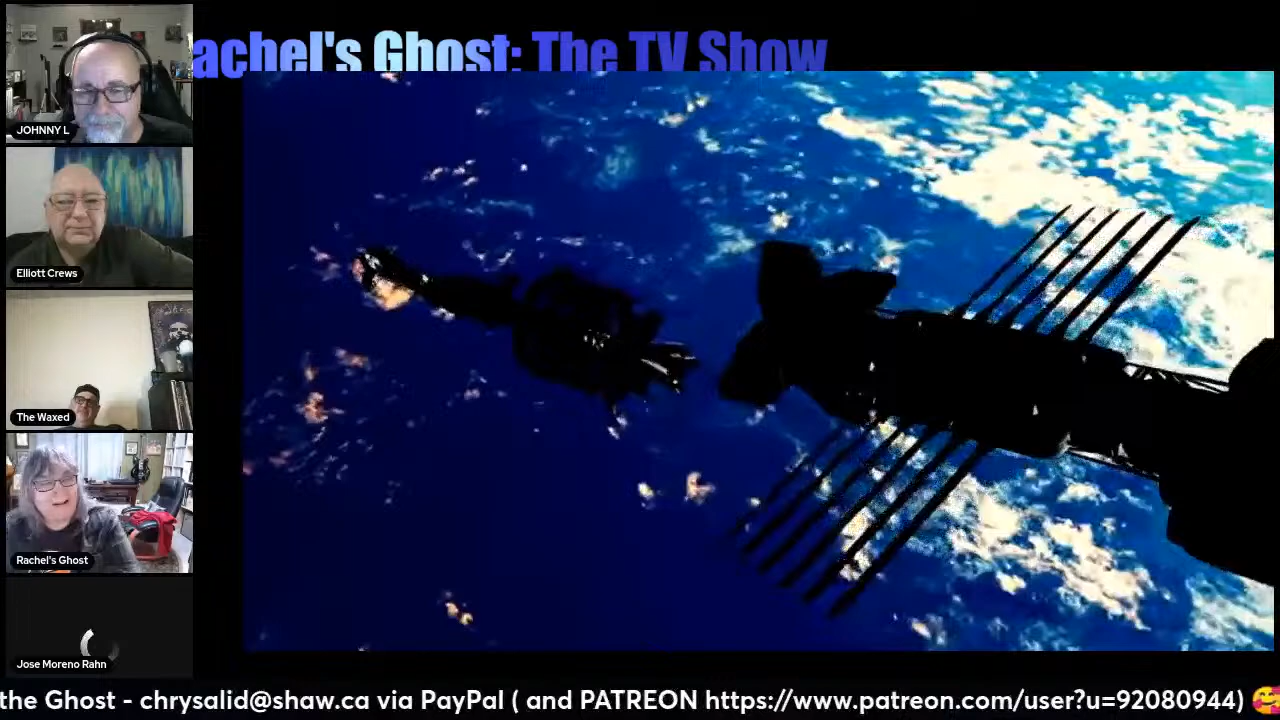 achel's Ghost: The TV Show
JOHNNY L
Elliott Crews
The Waxed
Rachel's Ghost
Jose Moreno Rahn
the Ghost - chrysalid@shaw.ca via PayPal ( and PATREON https://www.patreon.com/user?u=92080944) 🥰